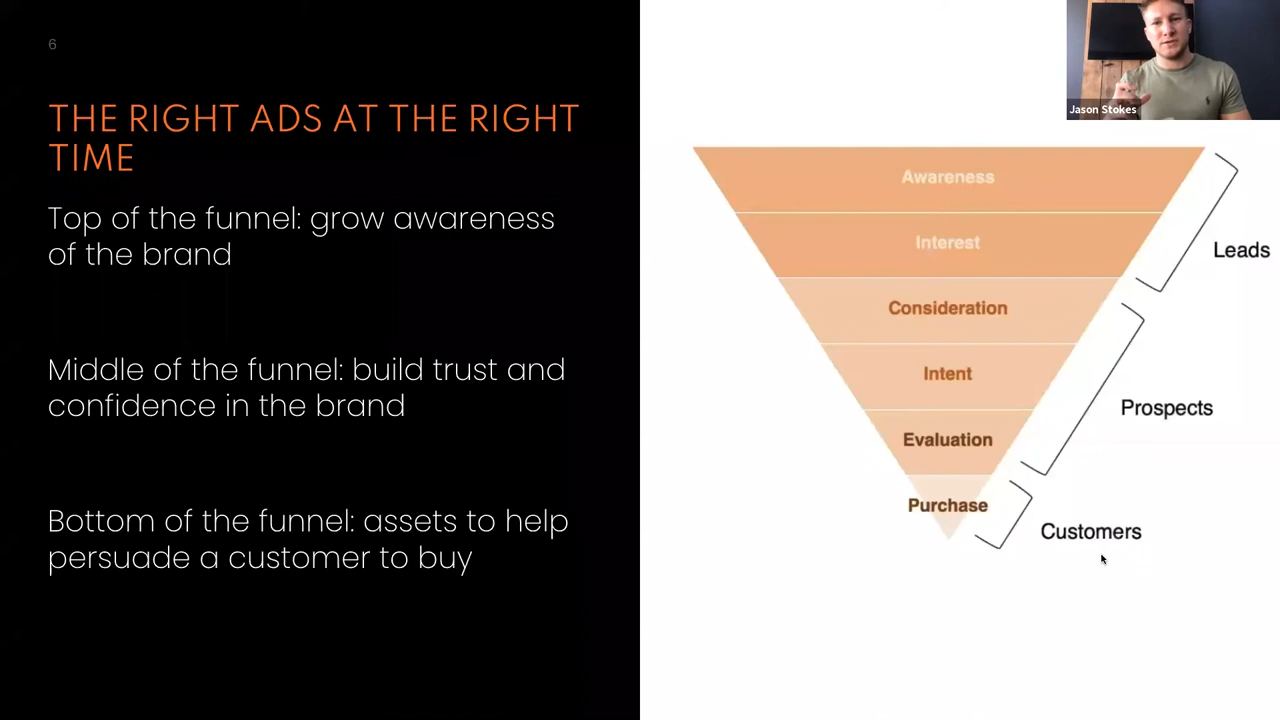 6
THE RIGHT ADS AT THE RIGHT
TIME
Top of the funnel: grow awareness
of the brand
Middle of the funnel: build trust and
confidence in the brand
Bottom of the funnel: assets to help
persuade a customer to buy
Jason Stokes
Awareness
Interest
Leads
Consideration
Intent
Prospects
Evaluation
Purchase
Customers